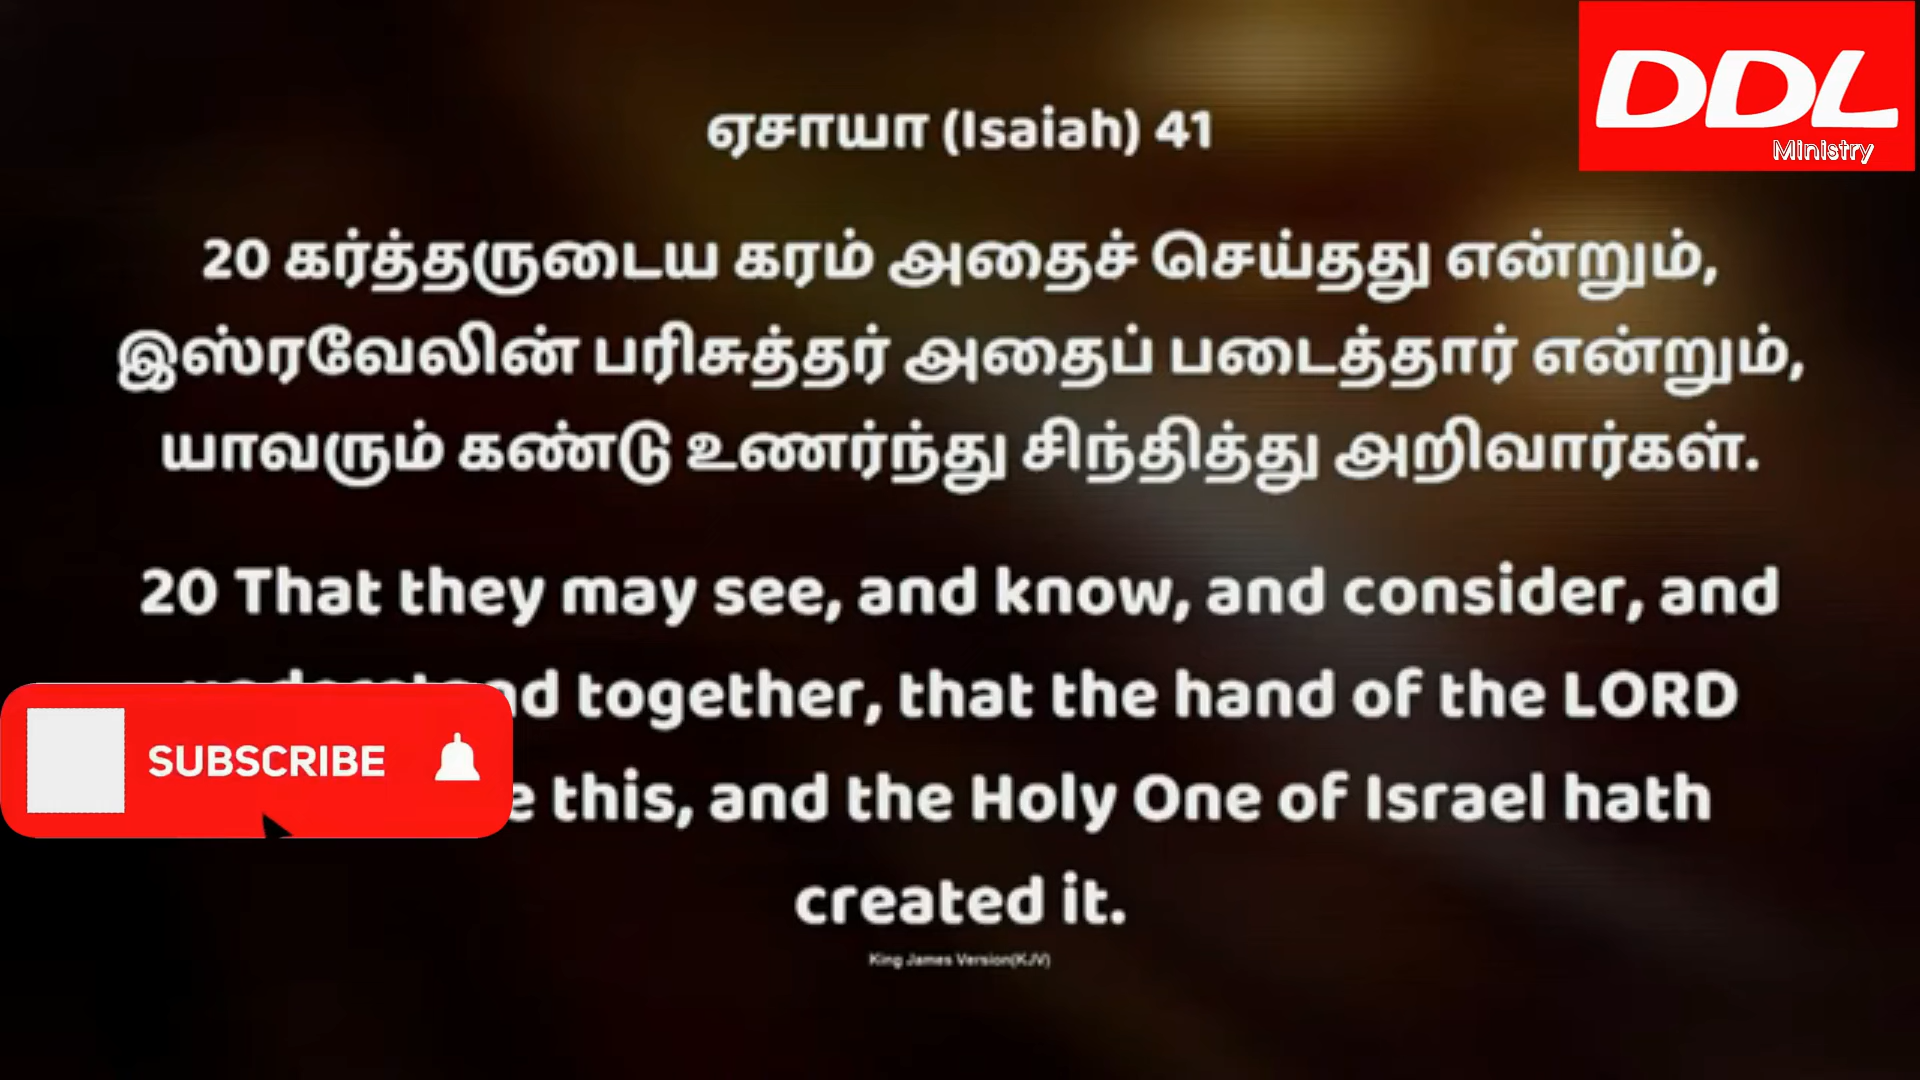 DDL
Ministry
ஏசாயா (Isaiah) 41
20 கர்த்தருடைய கரம் அதைச் செய்தது என்றும்,
இஸ்ரவேலின் பரிசுத்தர் அதைப் படைத்தார் என்றும்,
யாவரும் கண்டு உணர்ந்து சிந்தித்து அறிவார்கள்.
20 That they may see, and know, and consider, and
together, that the hand of the LORD
this, and the Holy One of Israel hath
created it.
King James Version(KJV)
SUBSCRIBE